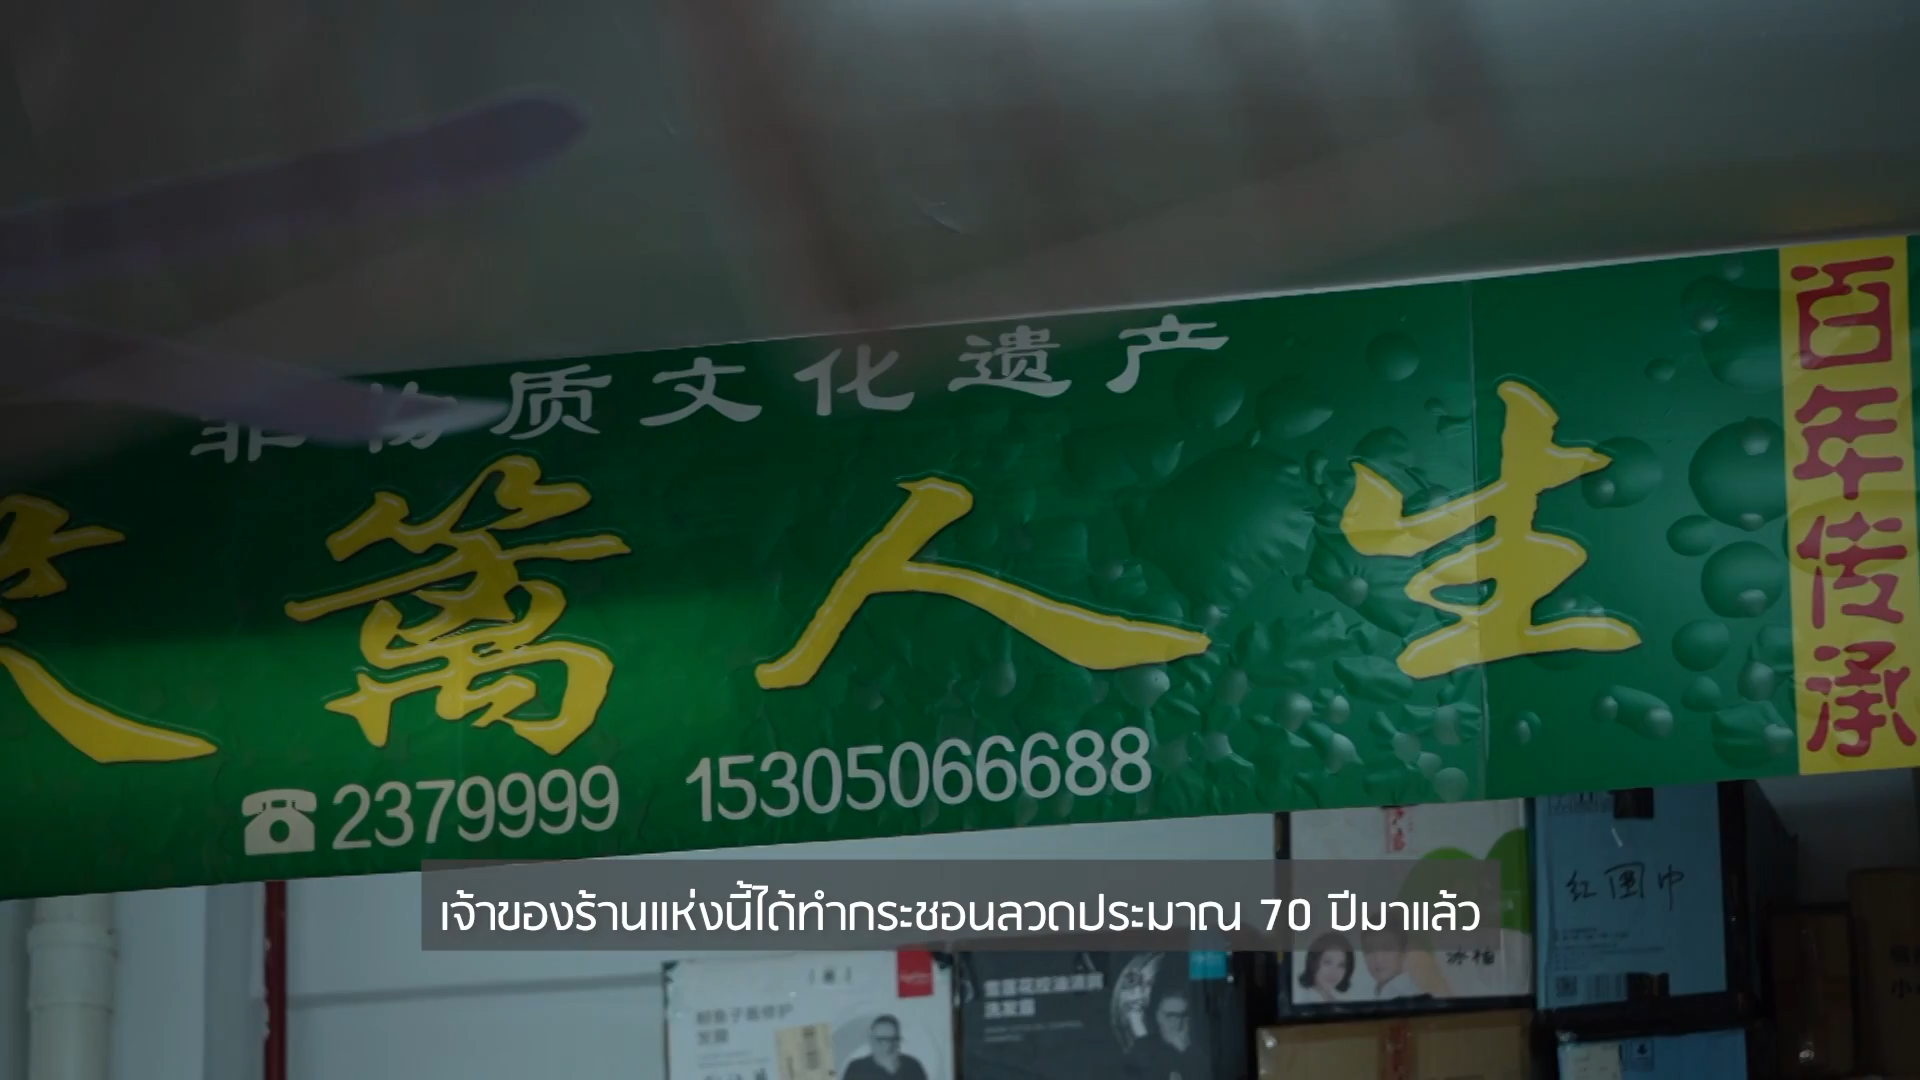 非物质文化遗产
篱人生
百年传承
2379999 15305066688
红团巾
เจ้าของร้านแห่งนี้ได้ทำกระชอนลวดประมาณ 70 ปีมาแล้ว